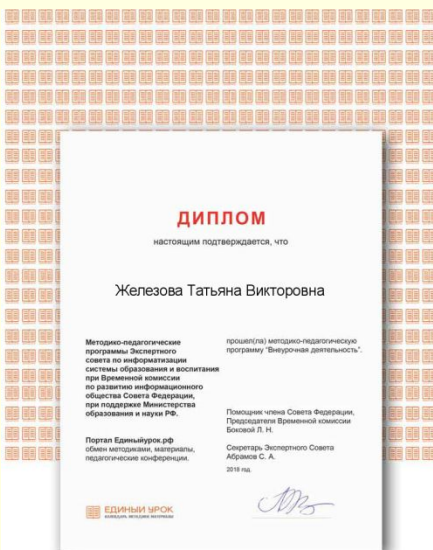 ДИПЛОМ
настоящим подтверждается, что
Железова Татьяна Викторовна
Методико-педагогические
программы Экспертного
совета по информатизации
системы образования и воспитания
при Временной комиссии
по развитию информационного
общества Совета Федерации,
при поддержке Министерства
образования и науки РФ.
Портал Единыйурок.рф
обмен методиками, материалы,
педагогические конференции.
прошел(ла) методико-педагогическую
программу "Внеурочная деятельность".
Помощник члена Совета Федерации,
Председателя Временной комиссии
Боковой Л. Н.
Секретарь Экспертного Совета
Абрамов С. А.
2016 год
ЕДИНЫЙ УРОК